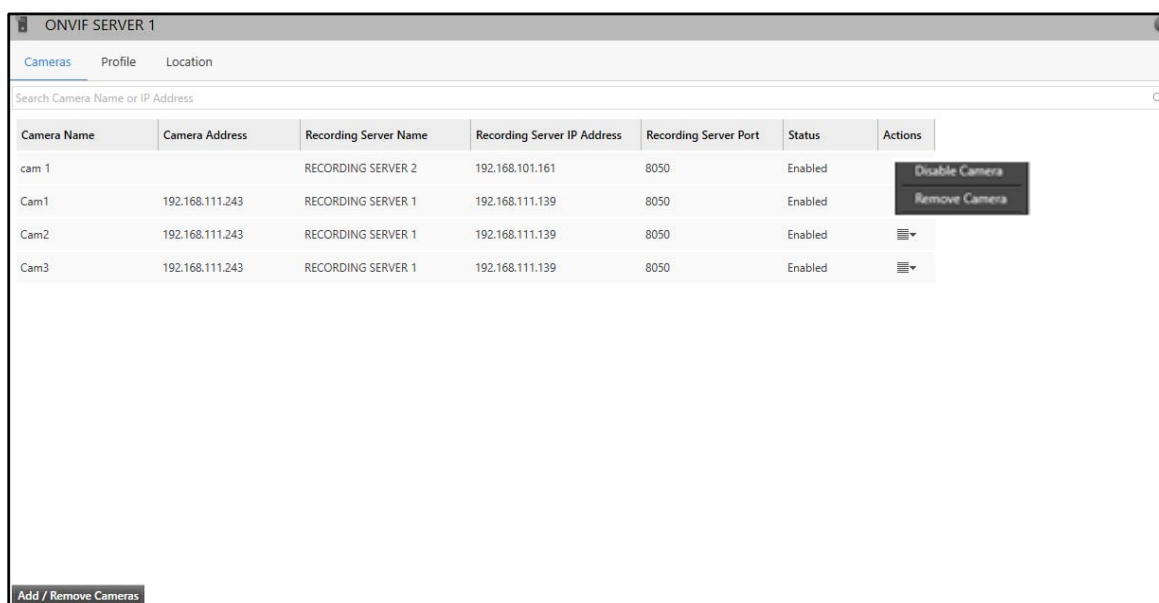 ONVIF SERVER 1
Cameras Profile Location
Search Camera Name or IP Address
Camera Name Camera Address Recording Server Name Recording Server IP Address Recording Server Port Status Actions
cam 1 RECORDING SERVER 2 192.168.101.161 8050 Enabled Disable Camera
Cam1 192.168.111.243 RECORDING SERVER 1 192.168.111.139 8050 Enabled Remove Camera
Cam2 192.168.111.243 RECORDING SERVER 1 192.168.111.139 8050 Enabled
Cam3 192.168.111.243 RECORDING SERVER 1 192.168.111.139 8050 Enabled
Add / Remove Cameras